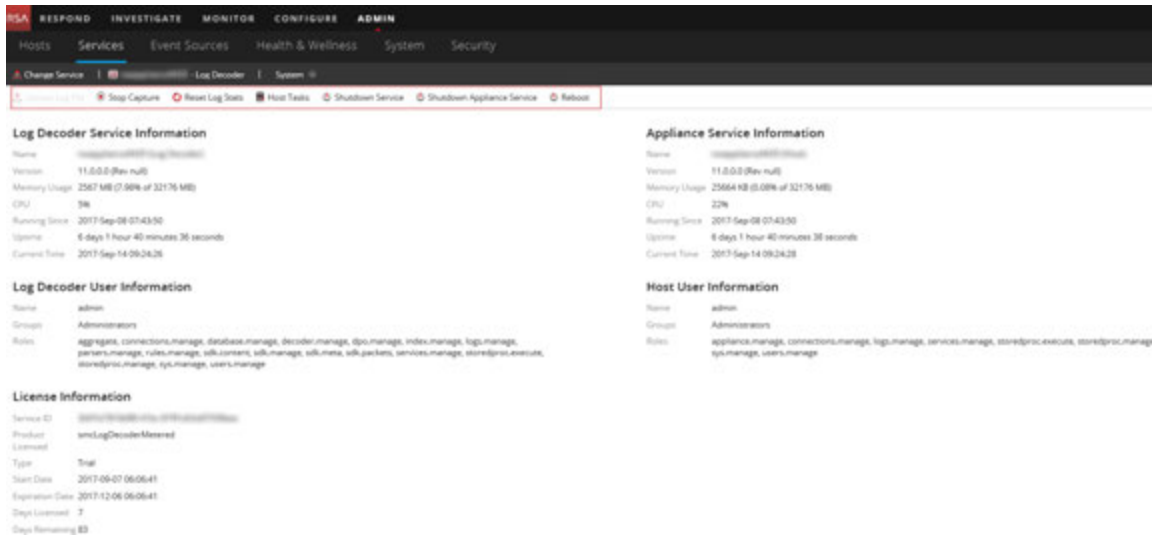 RSA RESPOND INVESTIGATE MONITOR CONFIGURE ADMIN
Hosts Services Event Sources Health & Wellness System Security
Change Service | - Log Decoder | System
Stop Capture Reset Log Stats Host Tasks Shutdown Service Shutdown Appliance Service Reboot
Log Decoder Service Information
Name
Version 11.0.0.0 (Rev null)
Memory Usage 2567 MB (7.98% of 32176 MB)
CPU 5%
Running Since 2017-Sep-08 07:43:50
Uptime 6 days 1 hour 40 minutes 36 seconds
Current Time 2017-Sep-14 09:24:26
Appliance Service Information
Name
Version 11.0.0.0 (Rev null)
Memory Usage 25664 KB (0.08% of 32176 MB)
CPU 22%
Running Since 2017-Sep-08 07:43:50
Uptime 6 days 1 hour 40 minutes 38 seconds
Current Time 2017-Sep-14 09:24:28
Log Decoder User Information
Name admin
Groups Administrators
Roles aggregate, connections.manage, database.manage, decoder.manage, dpo.manage, index.manage, logs.manage,
parsers.manage, rules.manage, sdk.content, sdk.manage, sdk.meta, sdk.packets, services.manage, storedproc.execute,
storedproc.manage, sys.manage, users.manage
Host User Information
Name admin
Groups Administrators
Roles appliance.manage, connections.manage, logs.manage, services.manage, storedproc.execute, storedproc.manage
sys.manage, users.manage
License Information
Service ID
Product smcLogDecoderMetered
Licensed
Type Trial
Start Date 2017-09-07 06:06:41
Expiration Date 2017-12-06 06:06:41
Days Licensed 7
Days Remaining 83